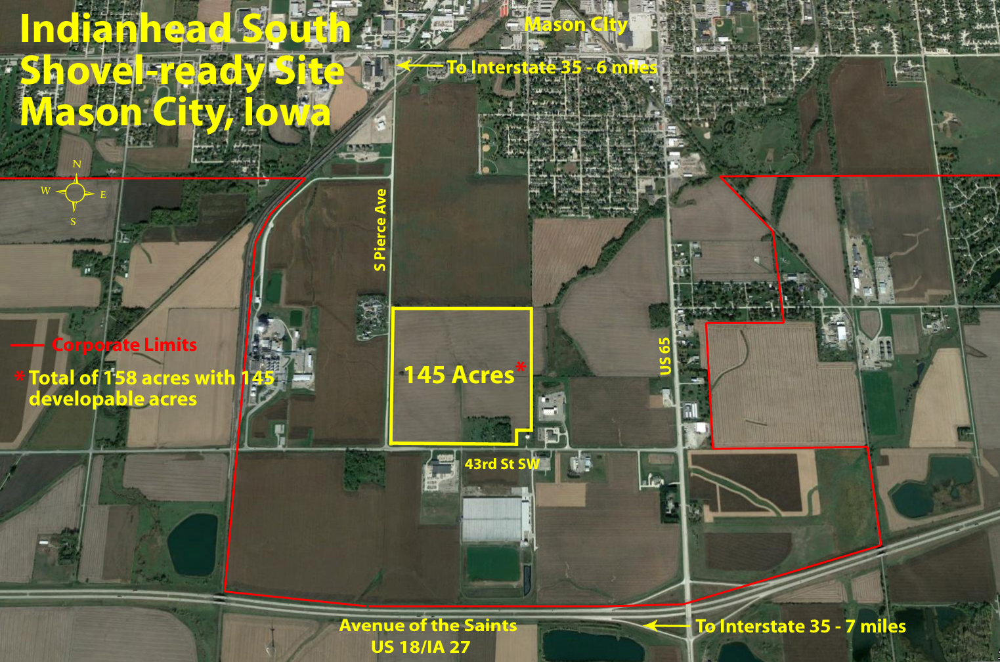 Indianhead South
Shovel-ready Site
Mason City, Iowa
Mason CIty
To Interstate 35 - 6 miles
N
W
E
S
S Pierce Ave
Corporate Limits
* Total of 158 acres with 145
developable acres
145 Acres*
US 65
43rd St SW
Avenue of the Saints
US 18/IA 27
To Interstate 35 - 7 miles